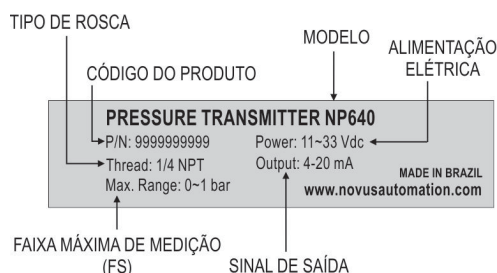 TIPO DE ROSCA
MODELO
ALIMENTAÇÃO
ELÉTRICA
CÓDIGO DO PRODUTO
PRESSURE TRANSMITTER NP640
P/N: 9999999999
Power: 11~33 Vdc
Thread: 1/4 NPT
Output: 4-20 mA
Max. Range: 0~1 bar
MADE IN BRAZIL
www.novusautomation.com
FAIXA MÁXIMA DE MEDIÇÃO
(FS)
SINAL DE SAÍDA